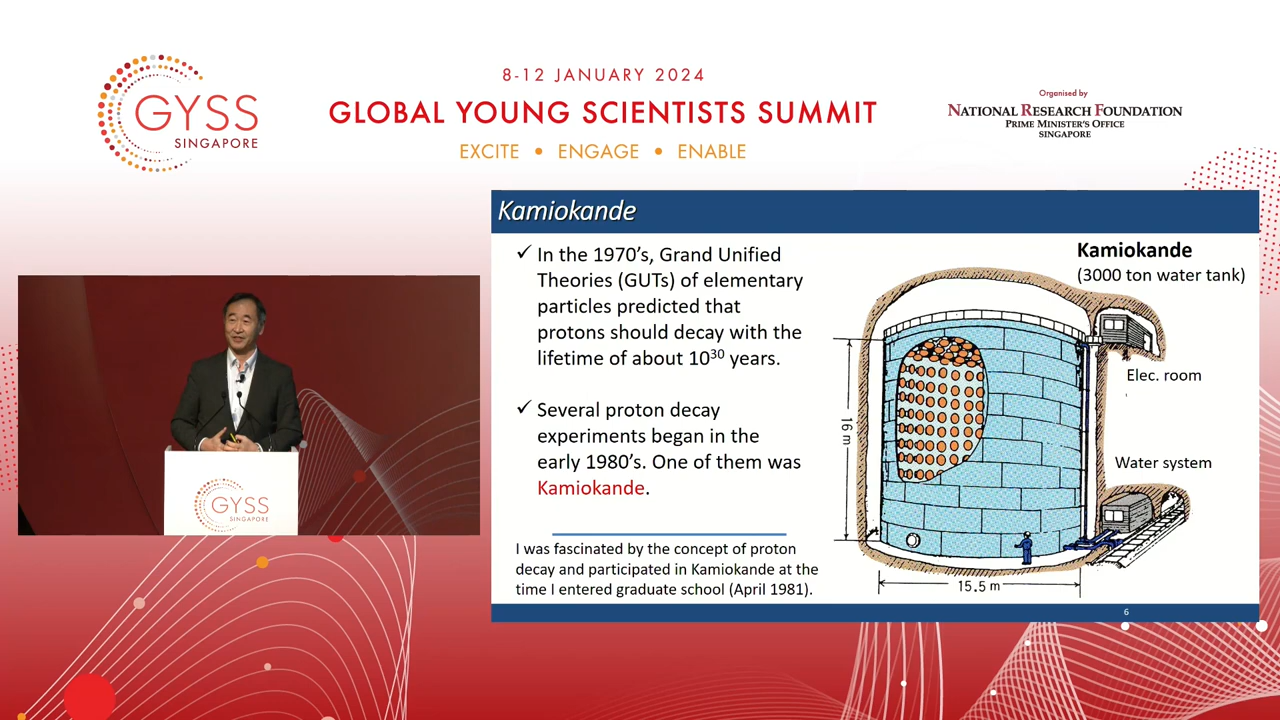 8-12 JANUARY 2024
GYSS
SINGAPORE
GLOBAL YOUNG SCIENTISTS SUMMIT
EXCITE • ENGAGE • ENABLE
Organised by
NATIONAL RESEARCH FOUNDATION
PRIME MINISTER'S OFFICE
SINGAPORE
Kamiokande
✓ In the 1970's, Grand Unified
Theories (GUTs) of elementary
particles predicted that
protons should decay with the
lifetime of about 10³⁰ years.
✓ Several proton decay
experiments began in the
early 1980's. One of them was
Kamiokande.
I was fascinated by the concept of proton
decay and participated in Kamiokande at the
time I entered graduate school (April 1981).
Kamiokande
(3000 ton water tank)
Elec. room
16 m
Water system
15.5 m
6
GYSS
SINGAPORE